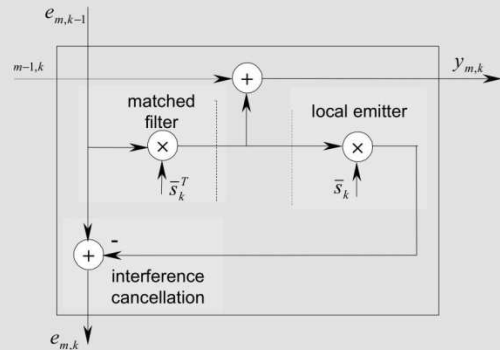 e_{m,k-1}
m-1,k
+
y_{m,k}
matched
filter
local emitter
×
×
s̄_k^T
s̄_k
-
+
interference
cancellation
e_{m,k}